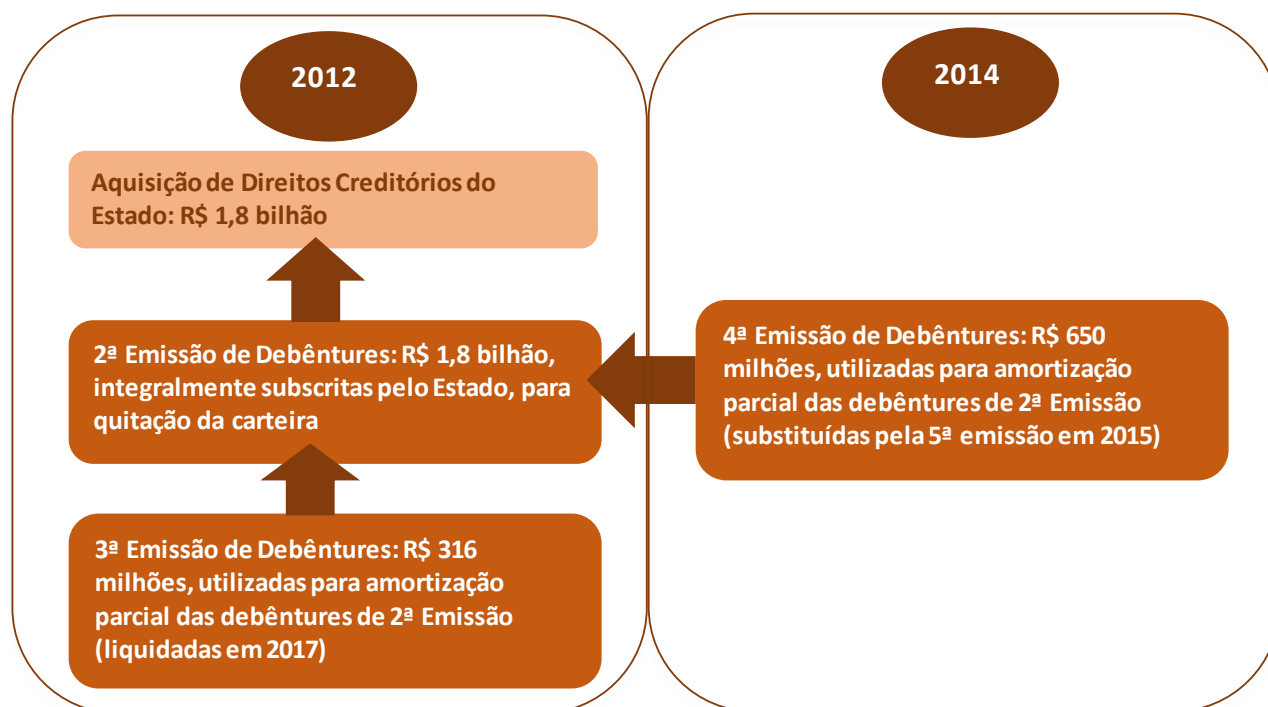 2012
Aquisição de Direitos Creditórios do
Estado: R$ 1,8 bilhão
2ª Emissão de Debêntures: R$ 1,8 bilhão,
integralmente subscritas pelo Estado, para
quitação da carteira
3ª Emissão de Debêntures: R$ 316
milhões, utilizadas para amortização
parcial das debêntures de 2ª Emissão
(liquidadas em 2017)
2014
4ª Emissão de Debêntures: R$ 650
milhões, utilizadas para amortização
parcial das debêntures de 2ª Emissão
(substituídas pela 5ª emissão em 2015)